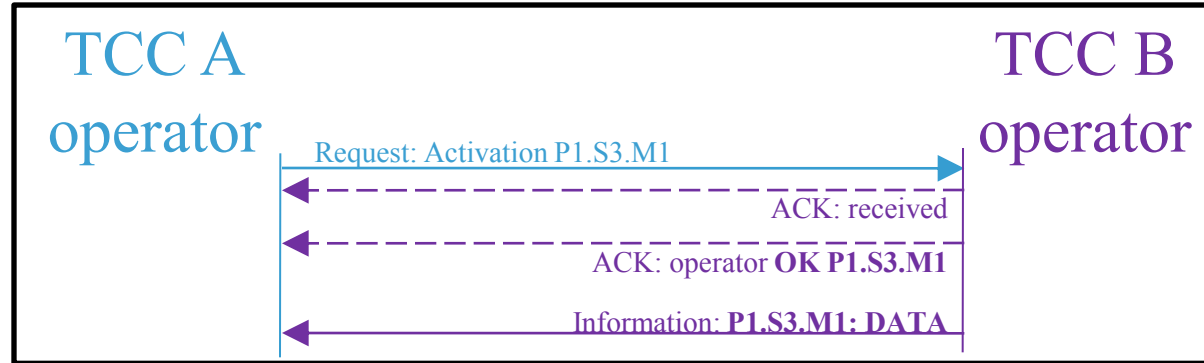 TCC A
operator
TCC B
operator
Request: Activation P1.S3.M1
ACK: received
ACK: operator OK P1.S3.M1
Information: P1.S3.M1: DATA